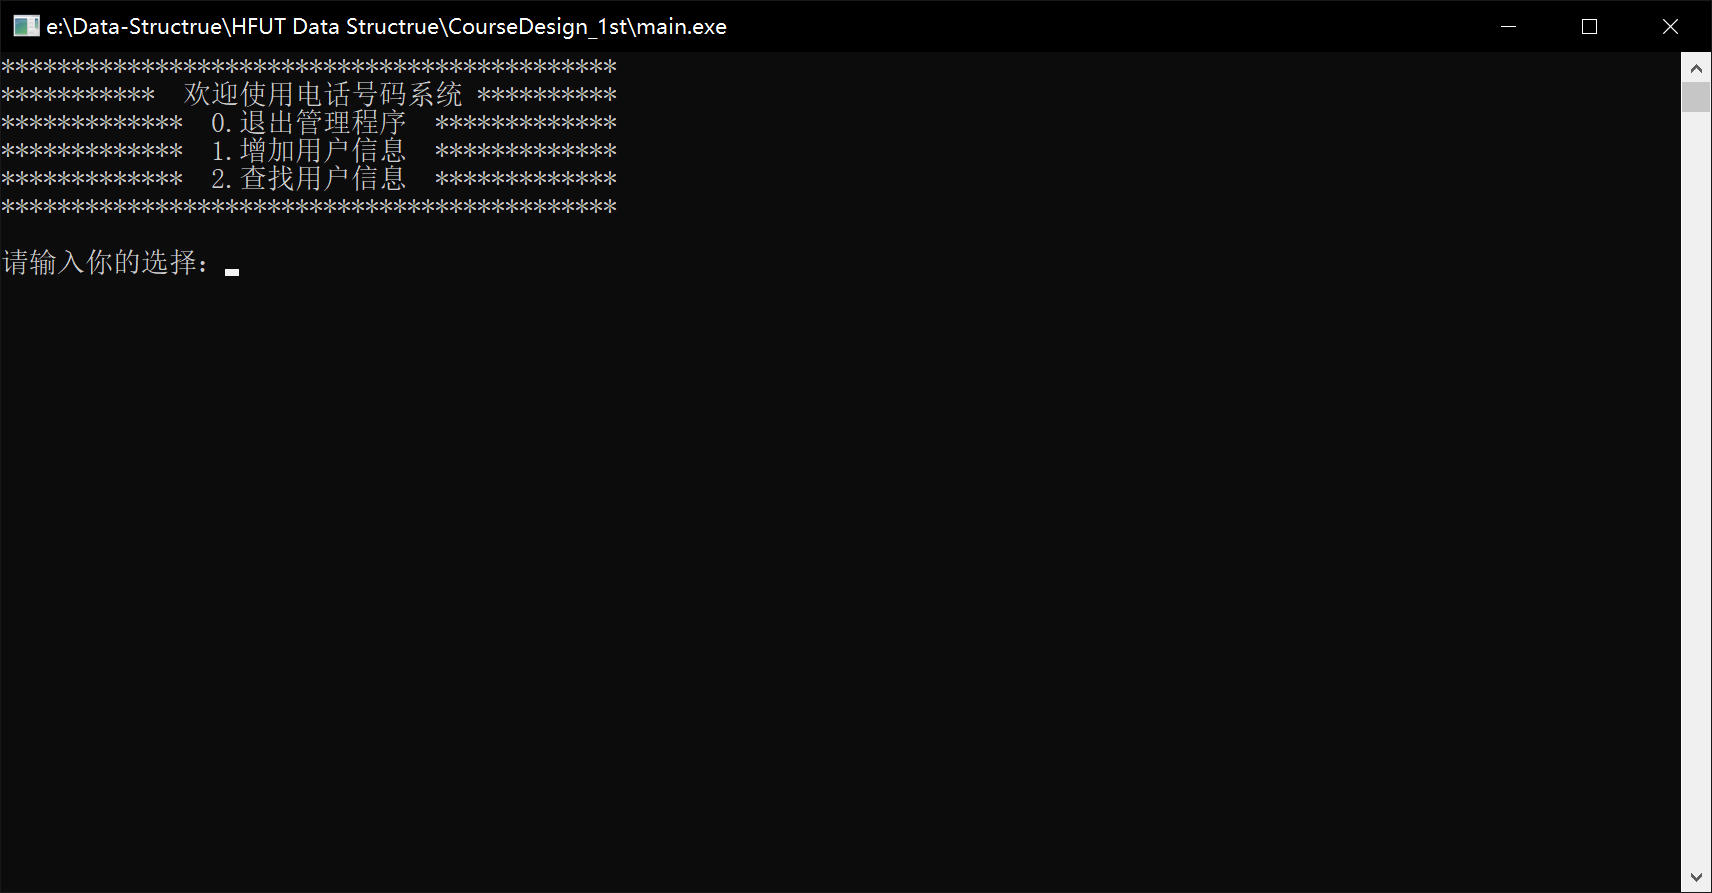 e:\Data-Structrue\HFUT Data Structrue\CourseDesign_1st\main.exe
********************************************
***********  欢迎使用电话号码系统 **********
*************  0.退出管理程序  *************
*************  1.增加用户信息  *************
*************  2.查找用户信息  *************
********************************************
请输入你的选择：